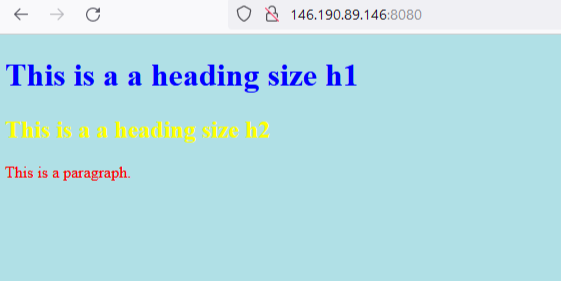 146.190.89.146:8080
This is a a heading size h1
This is a a heading size h2
This is a paragraph.